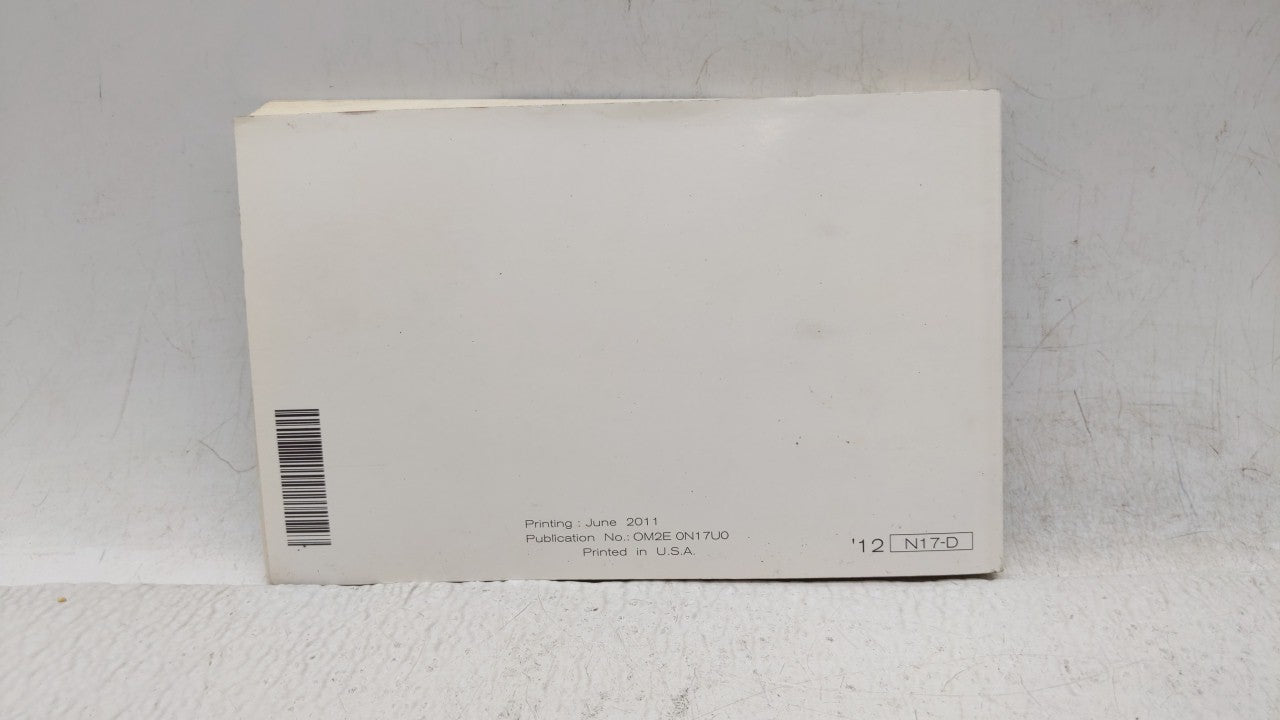 Printing : June 2011
Publication No.: OM2E 0N17U0
Printed in U.S.A.
'12 N17-D